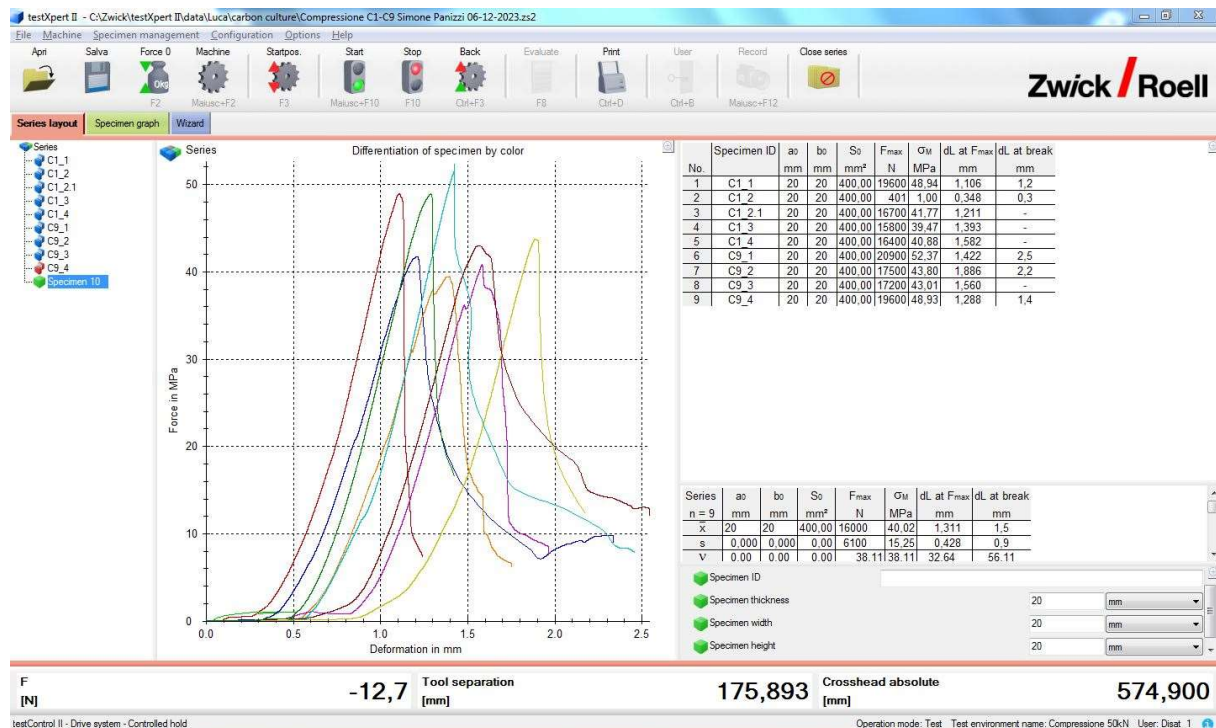 testXpert II - C:\Zwick\testXpert II\data\Luca\carbon culture\Compressione C1-C9 Simone Panizzi 06-12-2023.zs2
File Machine Specimen management Configuration Options Help
Apri Salva Force 0 Machine Startpos. Start Stop Back Evaluate Print User Record Close series
0kg
F2 Maiusc+F2 F3 Maiusc+F10 F10 Ctrl+F3 F8 Ctrl+D Ctrl+B Maiusc+F12
Zwick / Roell
Series layout Specimen graph Wizard
Series
C1_1
C1_2
C1_2.1
C1_3
C1_4
C9_1
C9_2
C9_3
C9_4
Specimen 10
Series Differentiation of specimen by color
Force in MPa
50
40
30
20
10
0
0.0 0.5 1.0 1.5 2.0 2.5
Deformation in mm
Specimen ID a0 b0 S0 Fmax σM dL at Fmax dL at break
No. mm mm mm² N MPa mm mm
1 C1_1 20 20 400,00 19600 48,94 1,106 1,2
2 C1_2 20 20 400,00 401 1,00 0,348 0,3
3 C1_2.1 20 20 400,00 16700 41,77 1,211 -
4 C1_3 20 20 400,00 15800 39,47 1,393 -
5 C1_4 20 20 400,00 16400 40,88 1,582 -
6 C9_1 20 20 400,00 20900 52,37 1,422 2,5
7 C9_2 20 20 400,00 17500 43,80 1,886 2,2
8 C9_3 20 20 400,00 17200 43,01 1,560 -
9 C9_4 20 20 400,00 19600 48,93 1,288 1,4
Series a0 b0 S0 Fmax σM dL at Fmax dL at break
n = 9 mm mm mm² N MPa mm mm
x̄ 20 20 400,00 16000 40,02 1,311 1,5
s 0,000 0,000 0,00 6100 15,25 0,428 0,9
ν 0.00 0.00 0.00 38.11 38.11 32.64 56.11
Specimen ID
Specimen thickness 20 mm
Specimen width 20 mm
Specimen height 20 mm
F [N] -12,7
Tool separation [mm] 175,893
Crosshead absolute [mm] 574,900
testControl II - Drive system - Controlled hold Operation mode: Test Test environment name: Compressione 50kN User: Disat 1